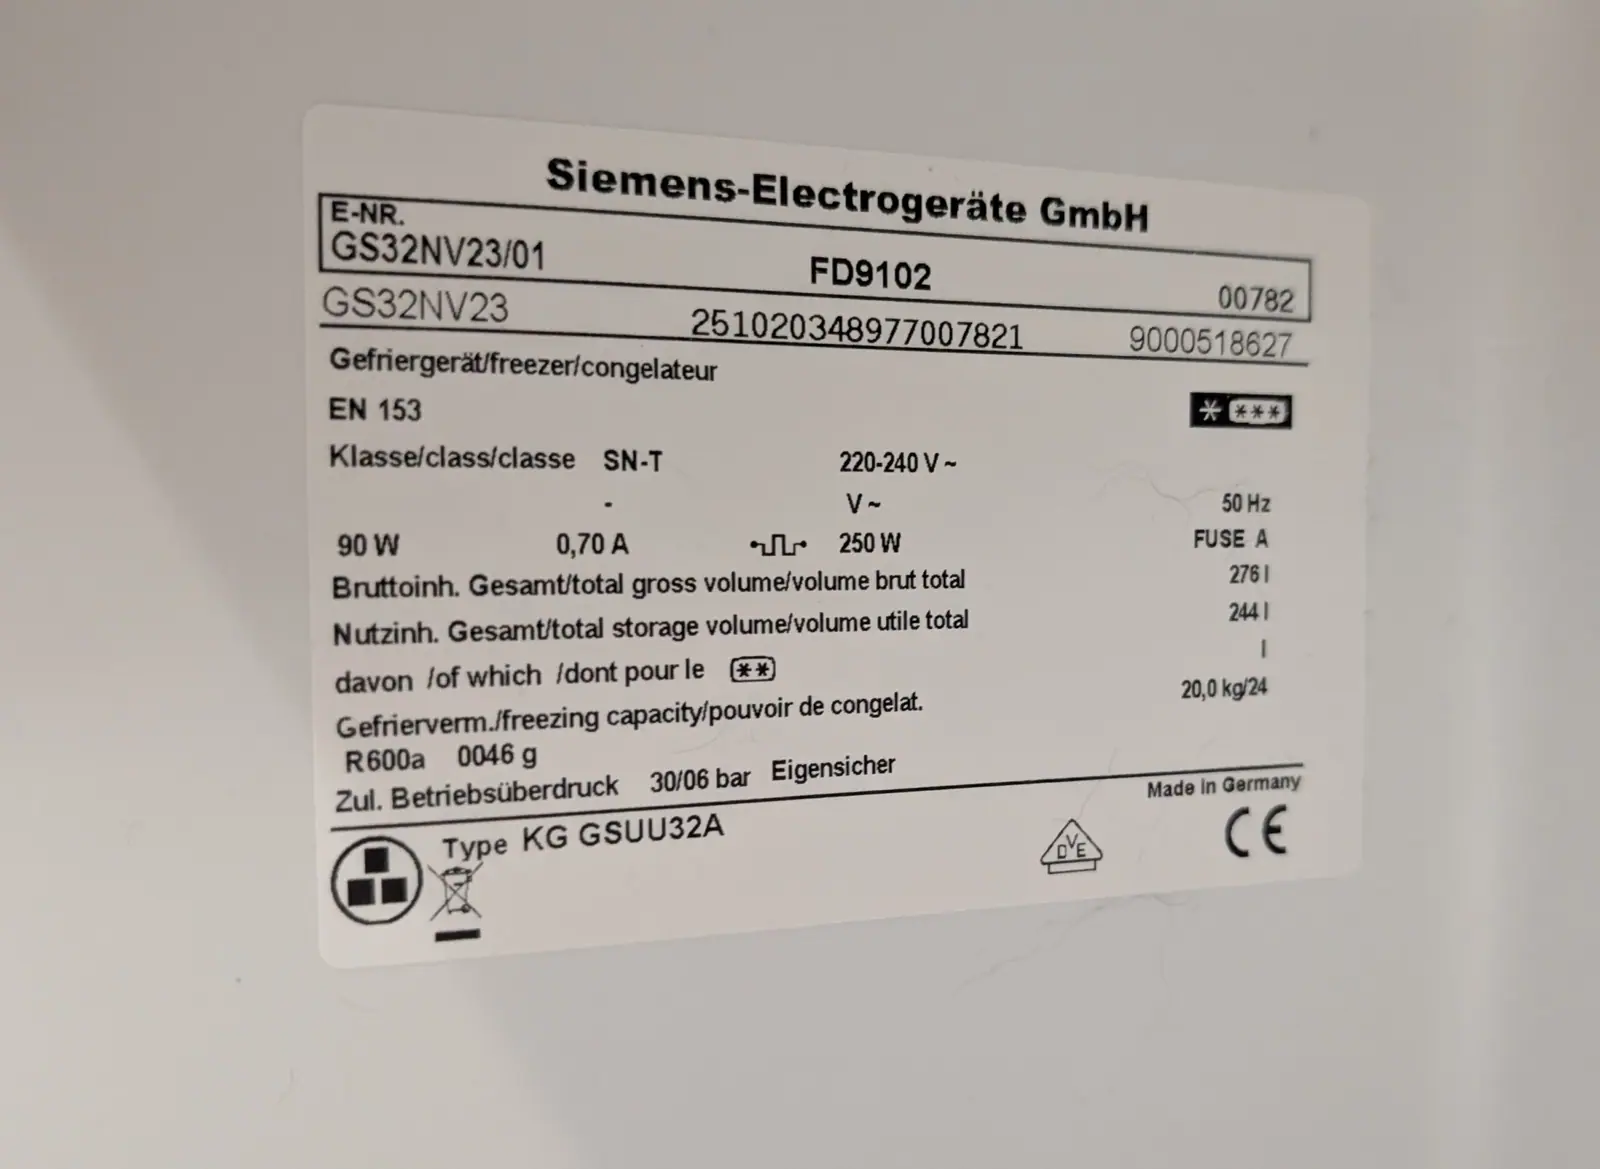 Siemens-Electrogeräte GmbH
E-NR.
GS32NV23/01 FD9102 00782
GS32NV23 251020348977007821 9000518627
Gefriergerät/freezer/congelateur
EN 153 * ***
Klasse/class/classe SN-T 220-240 V ~
- V ~ 50 Hz
90 W 0,70 A 250 W FUSE A
Bruttoinh. Gesamt/total gross volume/volume brut total 276 l
Nutzinh. Gesamt/total storage volume/volume utile total 244 l
davon /of which /dont pour le ** l
Gefrierverm./freezing capacity/pouvoir de congelat. 20,0 kg/24
R600a 0046 g
Zul. Betriebsüberdruck 30/06 bar Eigensicher
Made in Germany
Type KG GSUU32A DVE CE